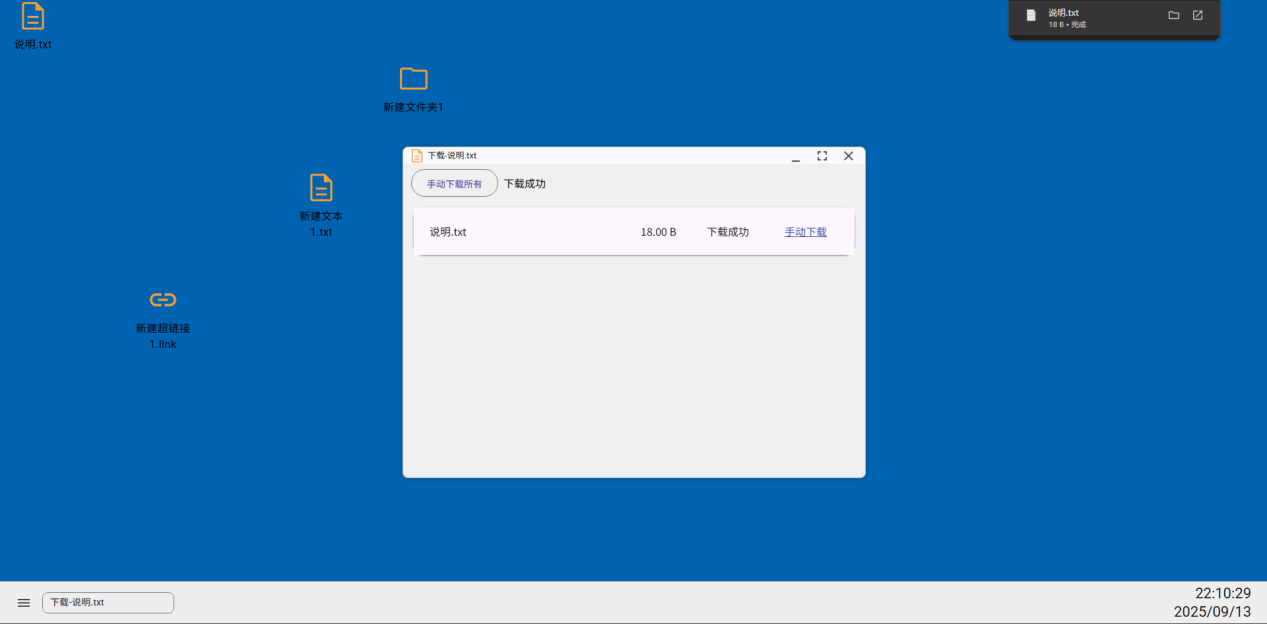 说明.txt
说明.txt
18 B • 完成
新建文件夹1
下载-说明.txt
手动下载所有
下载成功
说明.txt 18.00 B 下载成功 手动下载
新建文本
1.txt
新建超链接
1.link
下载-说明.txt
22:10:29
2025/09/13